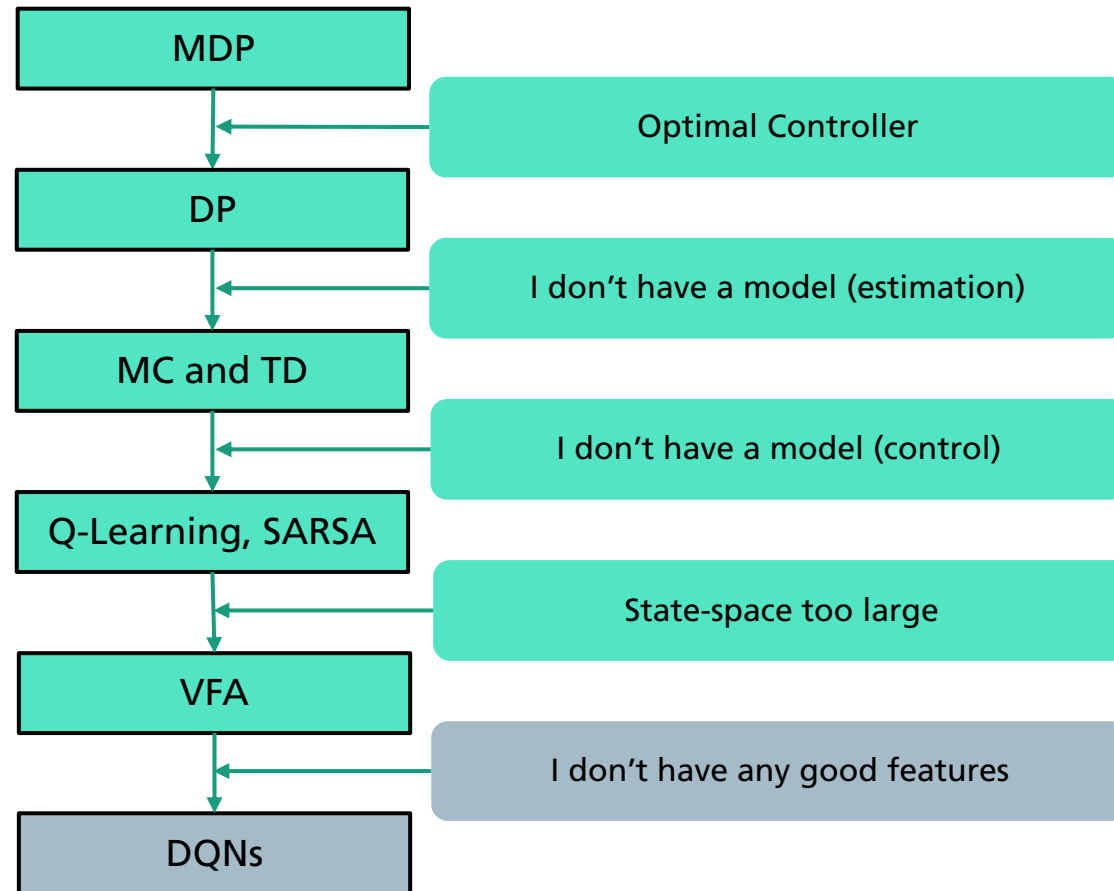 MDP
Optimal Controller
DP
I don’t have a model (estimation)
MC and TD
I don’t have a model (control)
Q-Learning, SARSA
State-space too large
VFA
I don’t have any good features
DQNs